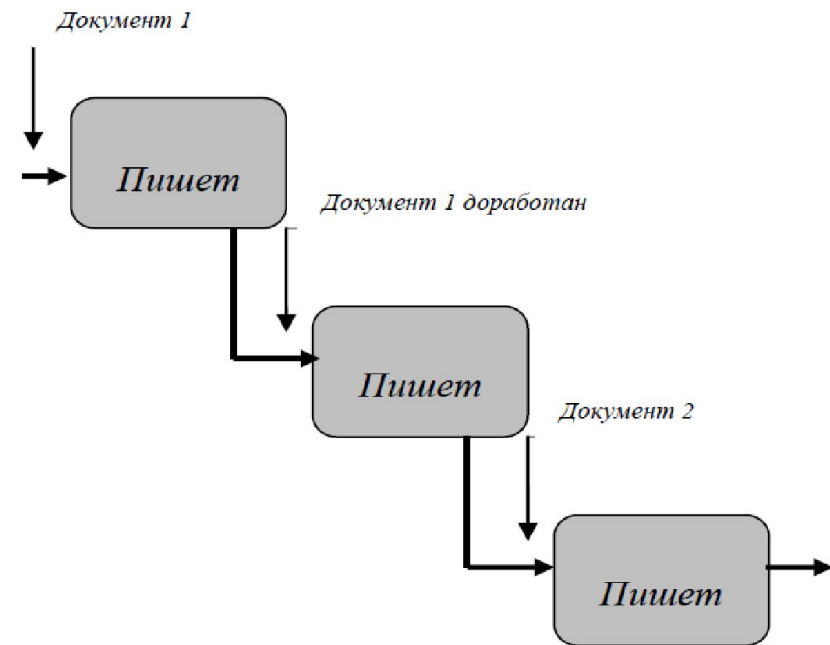 Документ 1
Пишет
Документ 1 доработан
Пишет
Документ 2
Пишет